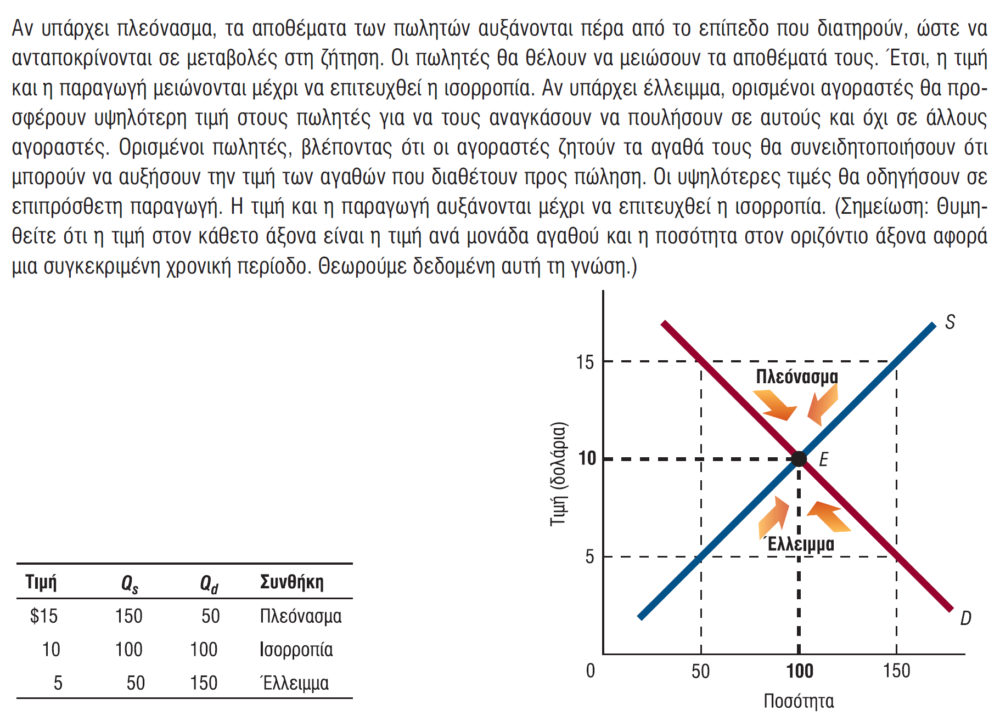 Αν υπάρχει πλεόνασμα, τα αποθέματα των πωλητών αυξάνονται πέρα από το επίπεδο που διατηρούν, ώστε να
ανταποκρίνονται σε μεταβολές στη ζήτηση. Οι πωλητές θα θέλουν να μειώσουν τα αποθέματά τους. Έτσι, η τιμή
και η παραγωγή μειώνονται μέχρι να επιτευχθεί η ισορροπία. Αν υπάρχει έλλειμμα, ορισμένοι αγοραστές θα προ-
σφέρουν υψηλότερη τιμή στους πωλητές για να τους αναγκάσουν να πουλήσουν σε αυτούς και όχι σε άλλους
αγοραστές. Ορισμένοι πωλητές, βλέποντας ότι οι αγοραστές ζητούν τα αγαθά τους θα συνειδητοποιήσουν ότι
μπορούν να αυξήσουν την τιμή των αγαθών που διαθέτουν προς πώληση. Οι υψηλότερες τιμές θα οδηγήσουν σε
επιπρόσθετη παραγωγή. Η τιμή και η παραγωγή αυξάνονται μέχρι να επιτευχθεί η ισορροπία. (Σημείωση: Θυμη-
θείτε ότι η τιμή στον κάθετο άξονα είναι η τιμή ανά μονάδα αγαθού και η ποσότητα στον οριζόντιο άξονα αφορά
μια συγκεκριμένη χρονική περίοδο. Θεωρούμε δεδομένη αυτή τη γνώση.)
Τιμή Qs Qd Συνθήκη
$15 150 50 Πλεόνασμα
10 100 100 Ισορροπία
5 50 150 Έλλειμμα
S
15
Πλεόνασμα
Τιμή (δολάρια)
10
E
Έλλειμμα
5
D
0 50 100 150
Ποσότητα